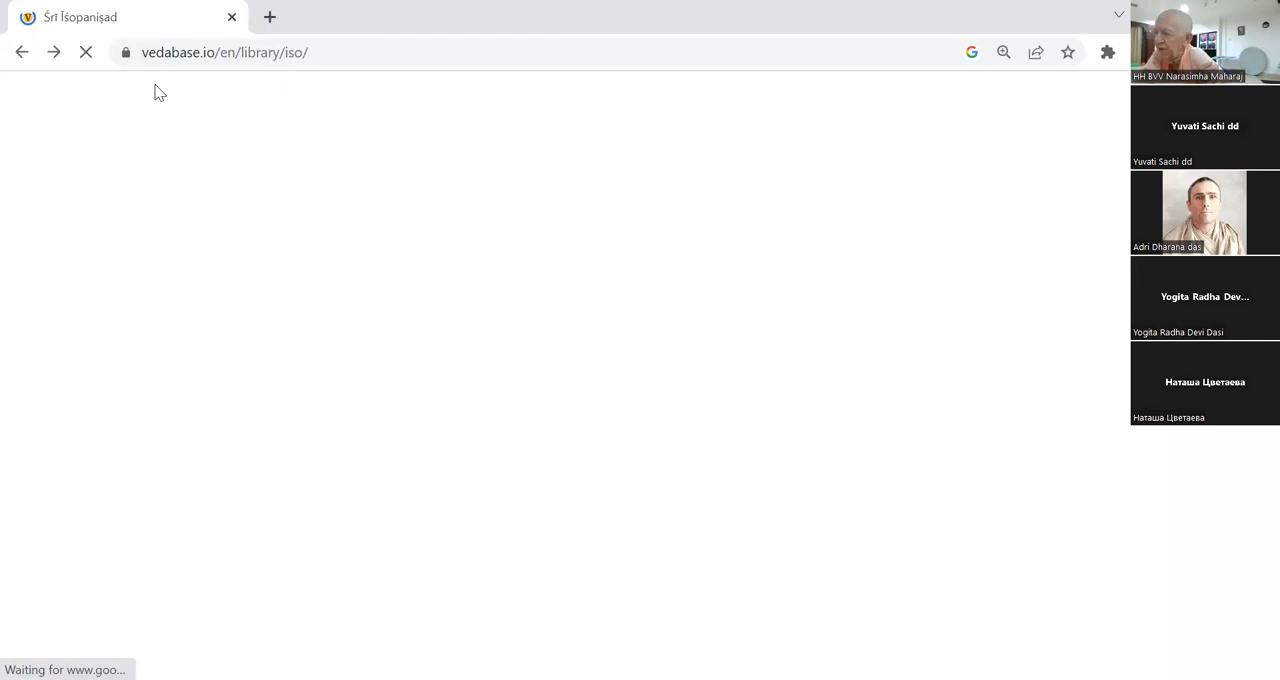 Śrī Īśopaniṣad
vedabase.io/en/library/iso/
HH BVV Narasimha Maharaj
Yuvati Sachi dd
Yuvati Sachi dd
Adri Dharana das
Yogita Radha Dev...
Yogita Radha Devi Dasi
Наташа Цветаева
Наташа Цветаева
Waiting for www.goo...